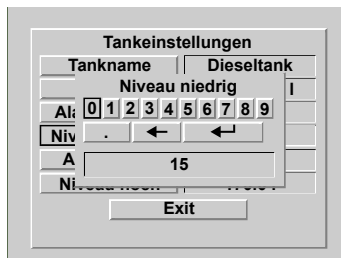 Tankeinstellungen
Tankname Dieseltank
Niveau niedrig
0 1 2 3 4 5 6 7 8 9
.
15
Exit